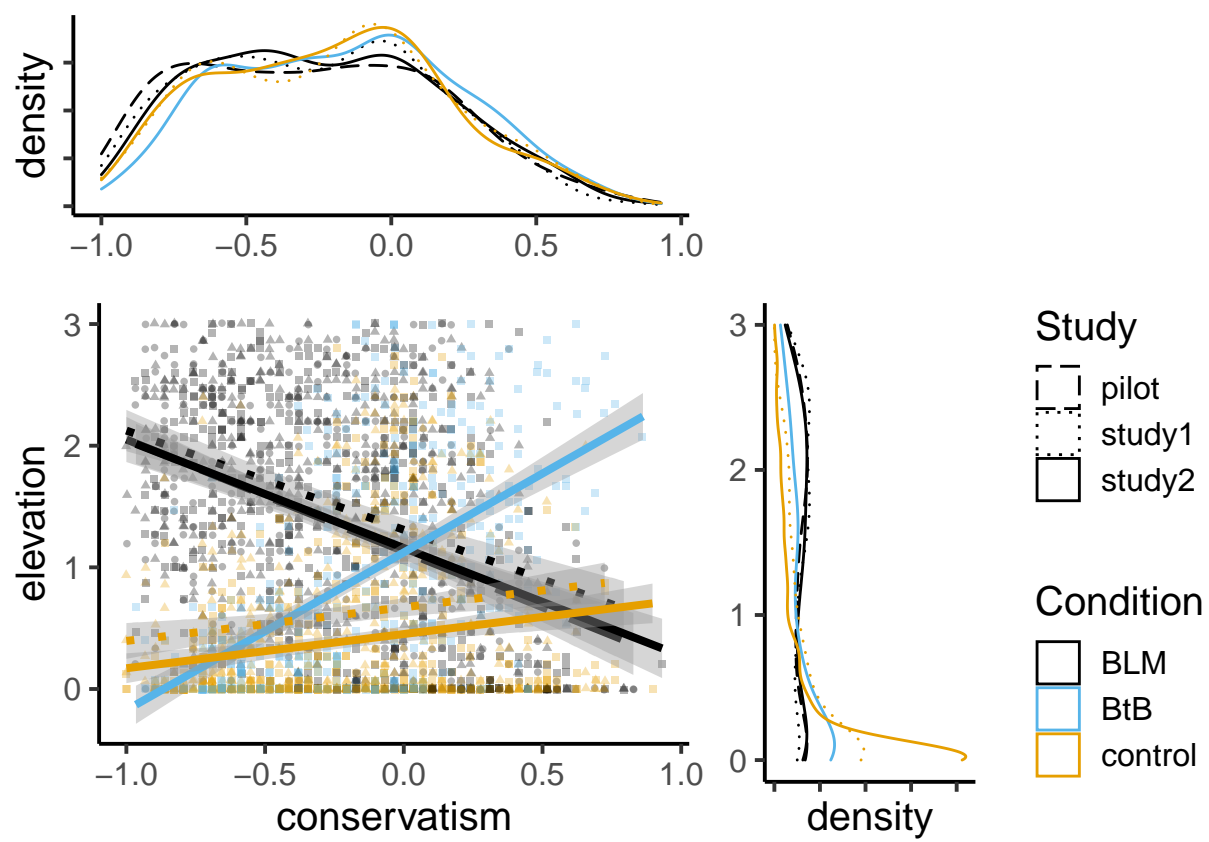 density
−1.0 −0.5 0.0 0.5 1.0
3
2
1
0
elevation
−1.0 −0.5 0.0 0.5 1.0
conservatism
3
2
1
0
density
Study
pilot
study1
study2
Condition
BLM
BtB
control